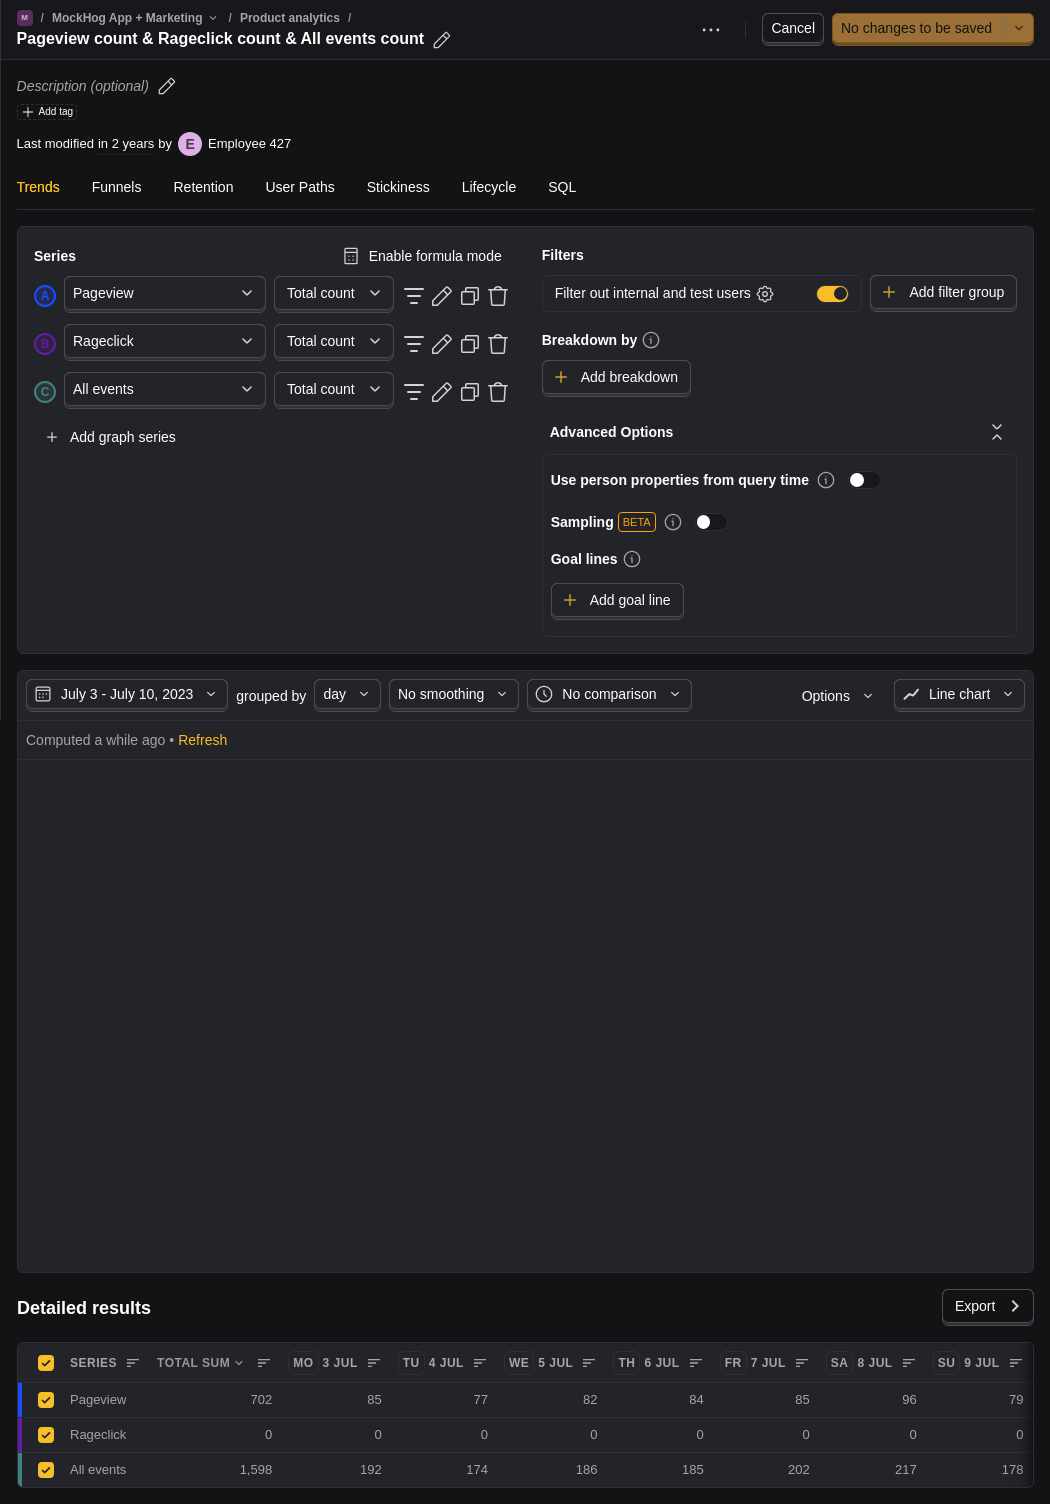 M / MockHog App + Marketing / Product analytics /
Pageview count & Rageclick count & All events count
Cancel
No changes to be saved
Description (optional)
Add tag
Last modified in 2 years by E Employee 427
Trends Funnels Retention User Paths Stickiness Lifecycle SQL
Series
Enable formula mode
A Pageview Total count
B Rageclick Total count
C All events Total count
Add graph series
Filters
Filter out internal and test users
Add filter group
Breakdown by
Add breakdown
Advanced Options
Use person properties from query time
Sampling BETA
Goal lines
Add goal line
July 3 - July 10, 2023 grouped by day No smoothing No comparison Options Line chart
Computed a while ago • Refresh
Detailed results
Export
SERIES TOTAL SUM MO 3 JUL TU 4 JUL WE 5 JUL TH 6 JUL FR 7 JUL SA 8 JUL SU 9 JUL
Pageview 702 85 77 82 84 85 96 79
Rageclick 0 0 0 0 0 0 0 0
All events 1,598 192 174 186 185 202 217 178